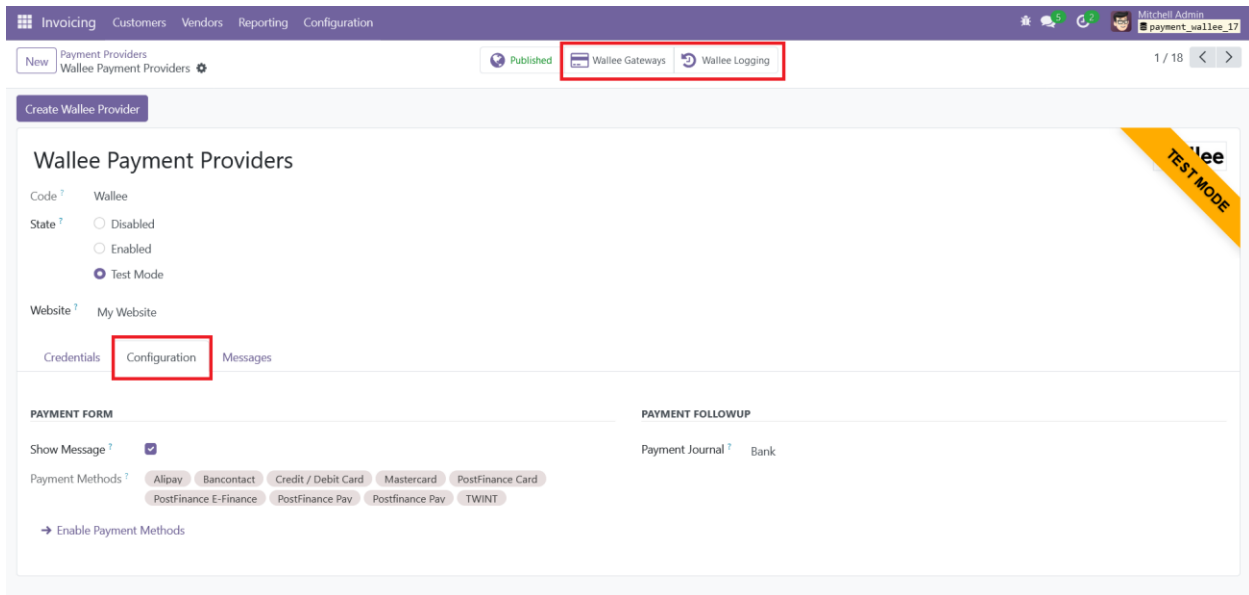 Invoicing Customers Vendors Reporting Configuration 5 2 Mitchell Admin
payment_wallee_17
New Payment Providers
Wallee Payment Providers
Published Wallee Gateways Wallee Logging 1 / 18
Create Wallee Provider
Wallee Payment Providers
TEST MODE
Code ? Wallee
State ? Disabled
Enabled
Test Mode
Website ? My Website
Credentials Configuration Messages
PAYMENT FORM PAYMENT FOLLOWUP
Show Message ? Payment Journal ? Bank
Payment Methods ? Alipay Bancontact Credit / Debit Card Mastercard PostFinance Card
PostFinance E-Finance PostFinance Pay Postfinance Pay TWINT
Enable Payment Methods